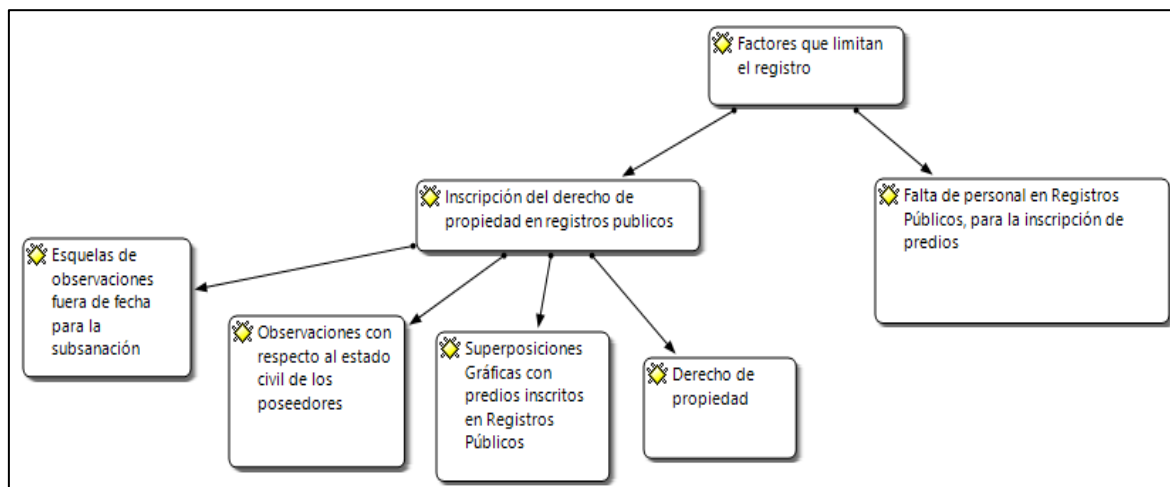 Factores que limitan
el registro
Inscripción del derecho de
propiedad en registros publicos
Falta de personal en Registros
Públicos, para la inscripción de
predios
Esquelas de
observaciones
fuera de fecha
para la
subsanación
Observaciones con
respecto al estado
civil de los
poseedores
Superposiciones
Gráficas con
predios inscritos
en Registros
Públicos
Derecho de
propiedad